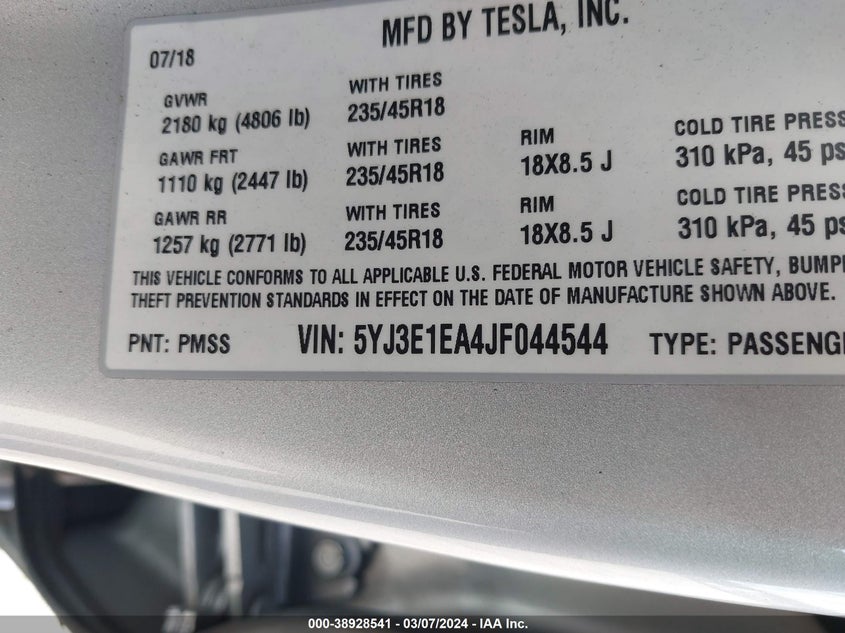 MFD BY TESLA, INC.
07/18
GVWR WITH TIRES
2180 kg (4806 lb) 235/45R18
GAWR FRT WITH TIRES RIM COLD TIRE PRESS
1110 kg (2447 lb) 235/45R18 18X8.5 J 310 kPa, 45 ps
GAWR RR WITH TIRES RIM COLD TIRE PRESS
1257 kg (2771 lb) 235/45R18 18X8.5 J 310 kPa, 45 ps
THIS VEHICLE CONFORMS TO ALL APPLICABLE U.S. FEDERAL MOTOR VEHICLE SAFETY, BUMP
THEFT PREVENTION STANDARDS IN EFFECT ON THE DATE OF MANUFACTURE SHOWN ABOVE.
PNT: PMSS VIN: 5YJ3E1EA4JF044544 TYPE: PASSENG
000-38928541 - 03/07/2024 - IAA Inc.